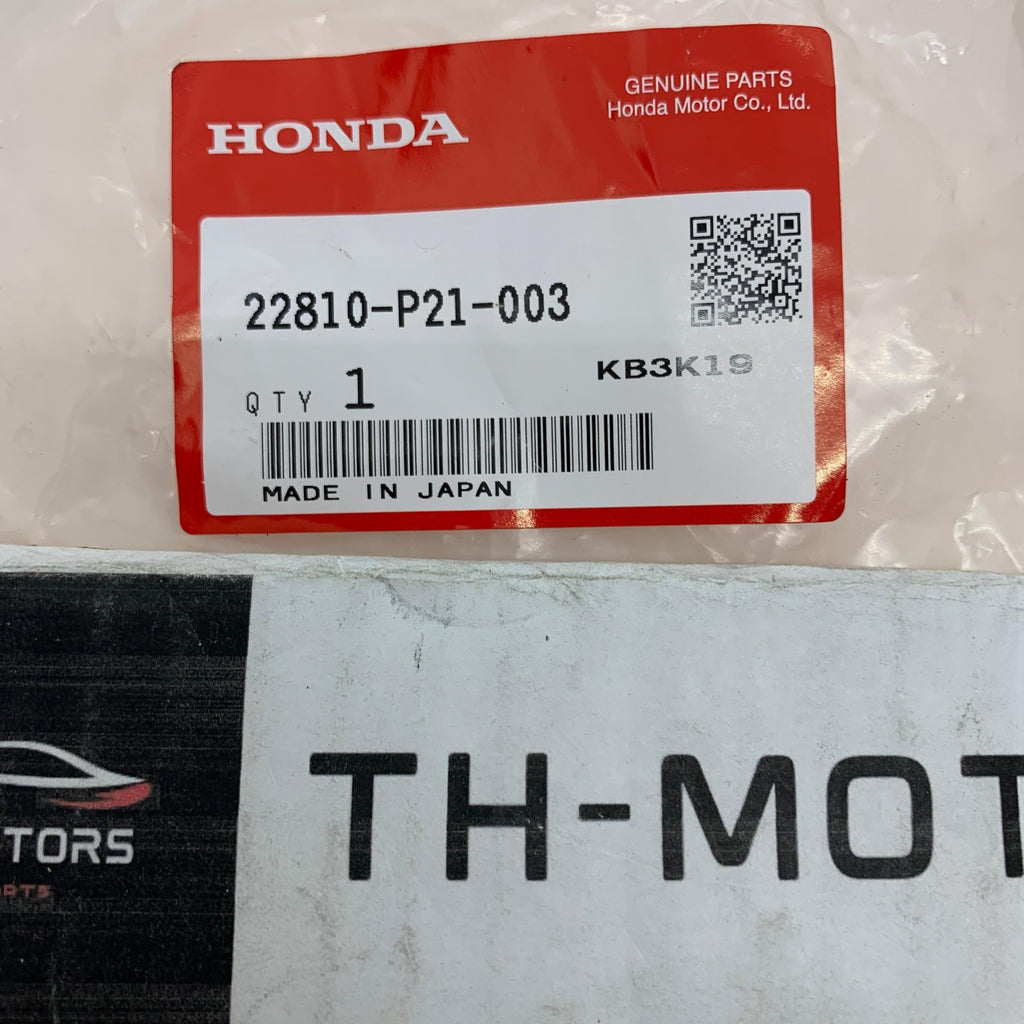 GENUINE PARTS
Honda Motor Co., Ltd.
HONDA
22810-P21-003
KB3K19
QTY 1
MADE IN JAPAN
TH-MOT
TORS